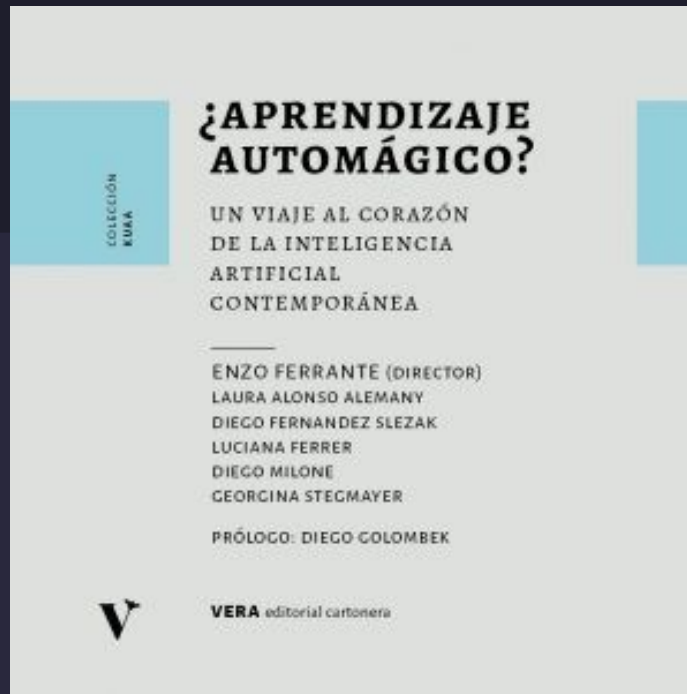 COLECCIÓN
KUAA
¿APRENDIZAJE
AUTOMÁGICO?
UN VIAJE AL CORAZÓN
DE LA INTELIGENCIA
ARTIFICIAL
CONTEMPORÁNEA
ENZO FERRANTE (DIRECTOR)
LAURA ALONSO ALEMANY
DIEGO FERNANDEZ SLEZAK
LUCIANA FERRER
DIEGO MILONE
GEORGINA STEGMAYER
PRÓLOGO: DIEGO GOLOMBEK
V
VERA editorial cartonera